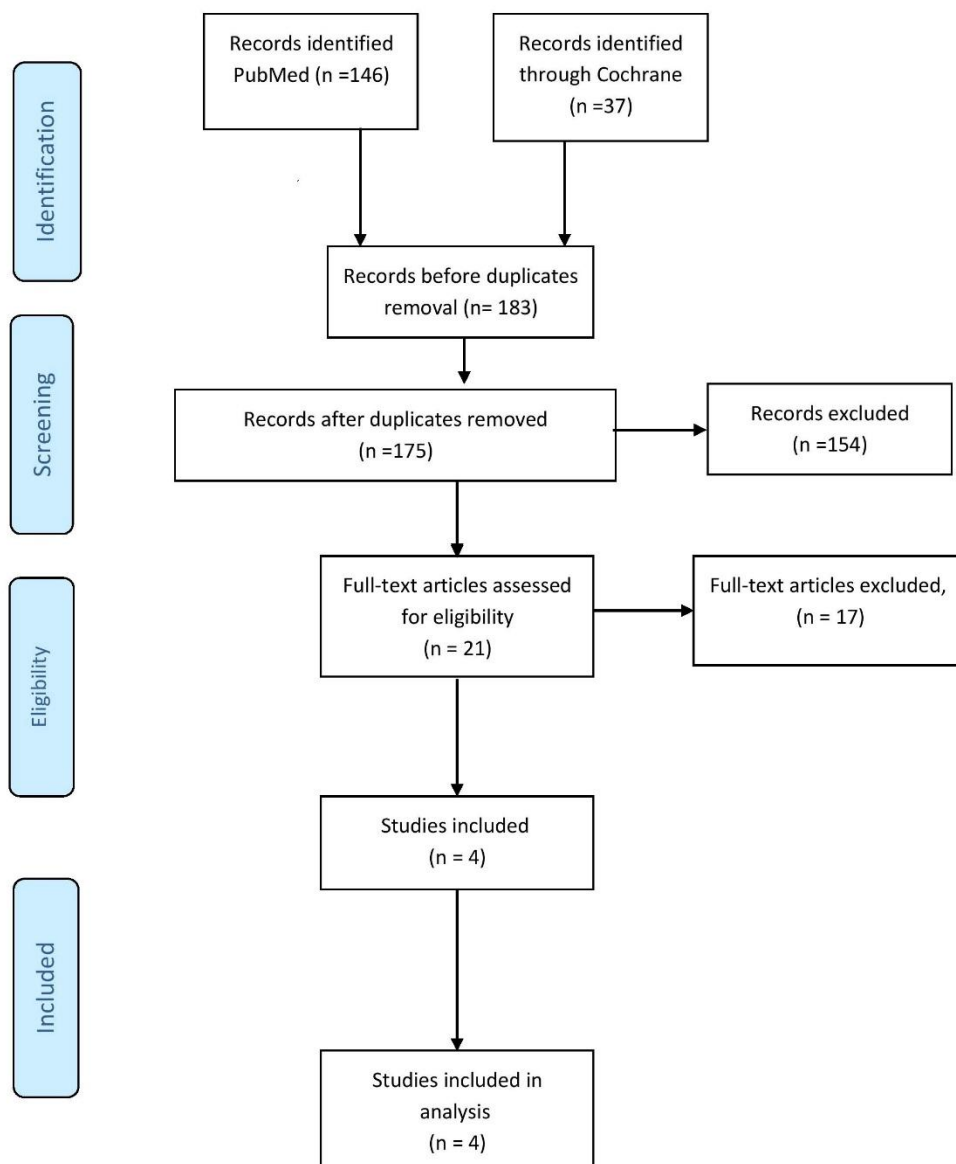 Records identified
PubMed (n =146)
Records identified
through Cochrane
(n =37)
Identification
Records before duplicates
removal (n= 183)
Screening
Records after duplicates removed
(n =175)
Records excluded
(n =154)
Eligibility
Full-text articles assessed
for eligibility
(n = 21)
Full-text articles excluded,
(n = 17)
Studies included
(n = 4)
Included
Studies included in
analysis
(n = 4)